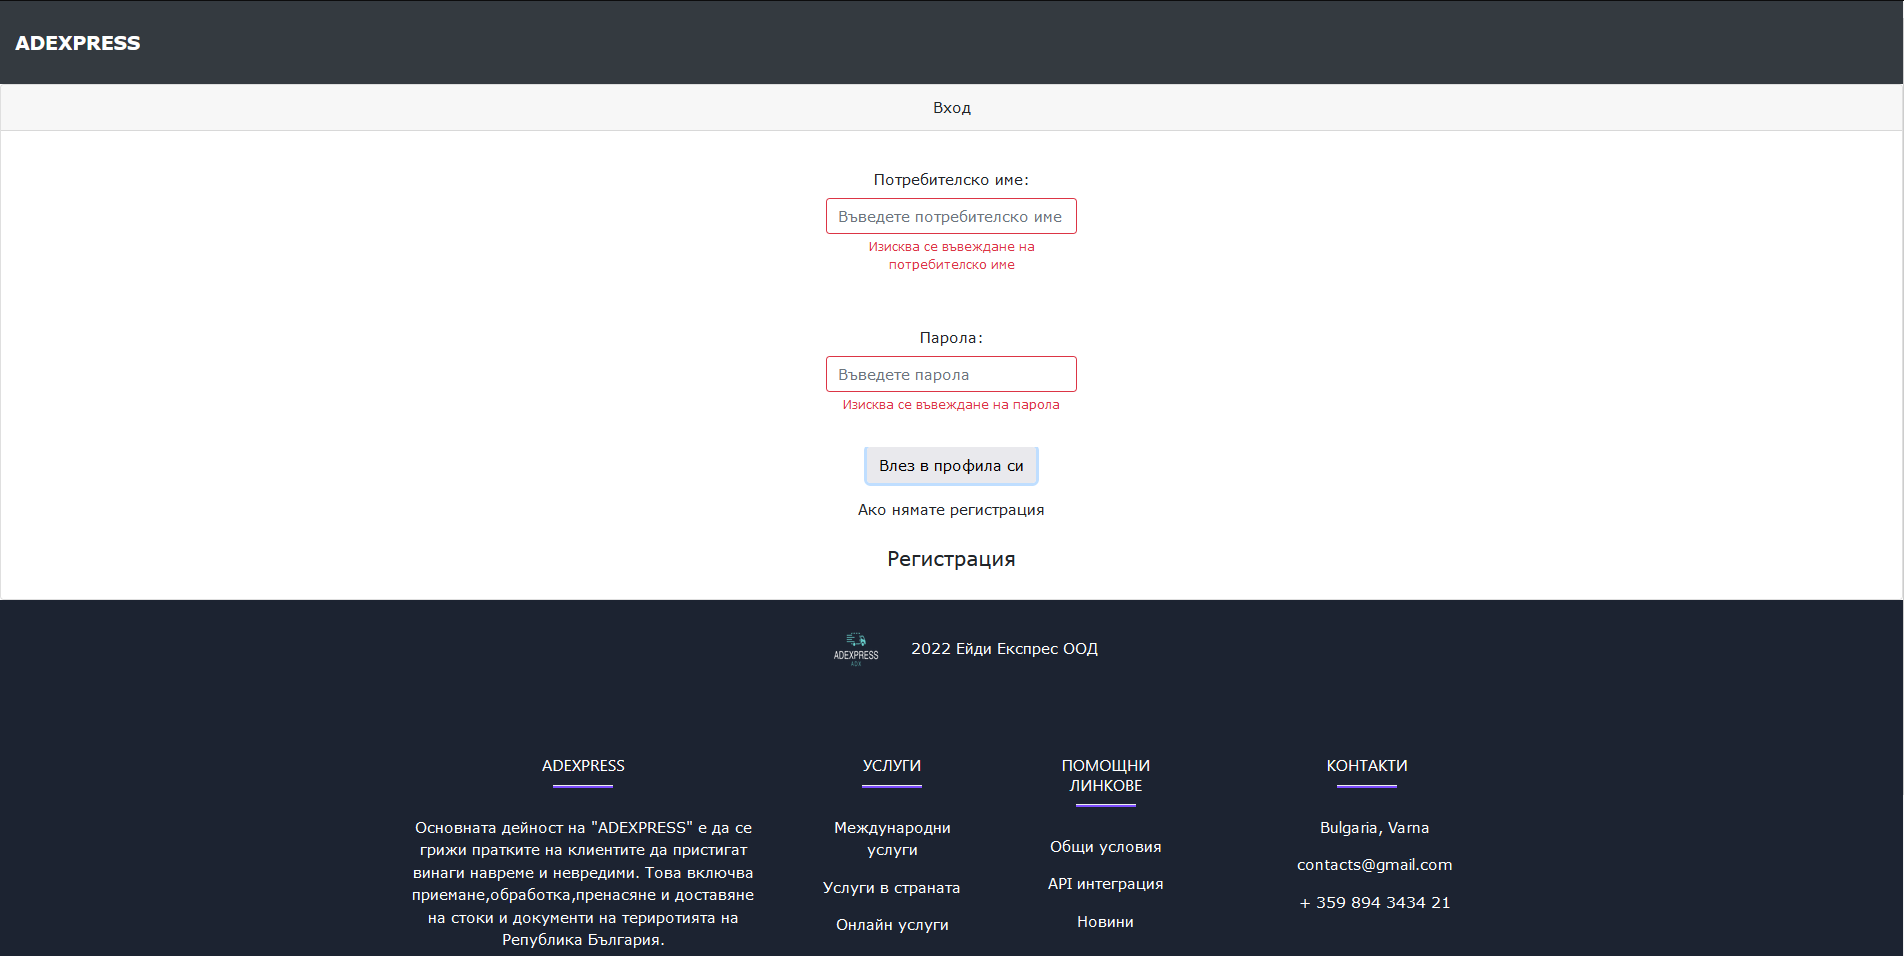 ADEXPRESS
Вход
Потребителско име:
Въведете потребителско име
Изисква се въвеждане на
потребителско име
Парола:
Въведете парола
Изисква се въвеждане на парола
Влез в профила си
Ако нямате регистрация
Регистрация
ADEXPRESS
ADX
2022 Ейди Експрес ООД
ADEXPRESS
Основната дейност на "ADEXPRESS" е да се
грижи пратките на клиентите да пристигат
винаги навреме и невредими. Това включва
приемане,обработка,пренасяне и доставяне
на стоки и документи на териротията на
Република България.
УСЛУГИ
Международни
услуги
Услуги в страната
Онлайн услуги
ПОМОЩНИ
ЛИНКОВЕ
Общи условия
API интеграция
Новини
КОНТАКТИ
Bulgaria, Varna
contacts@gmail.com
+ 359 894 3434 21